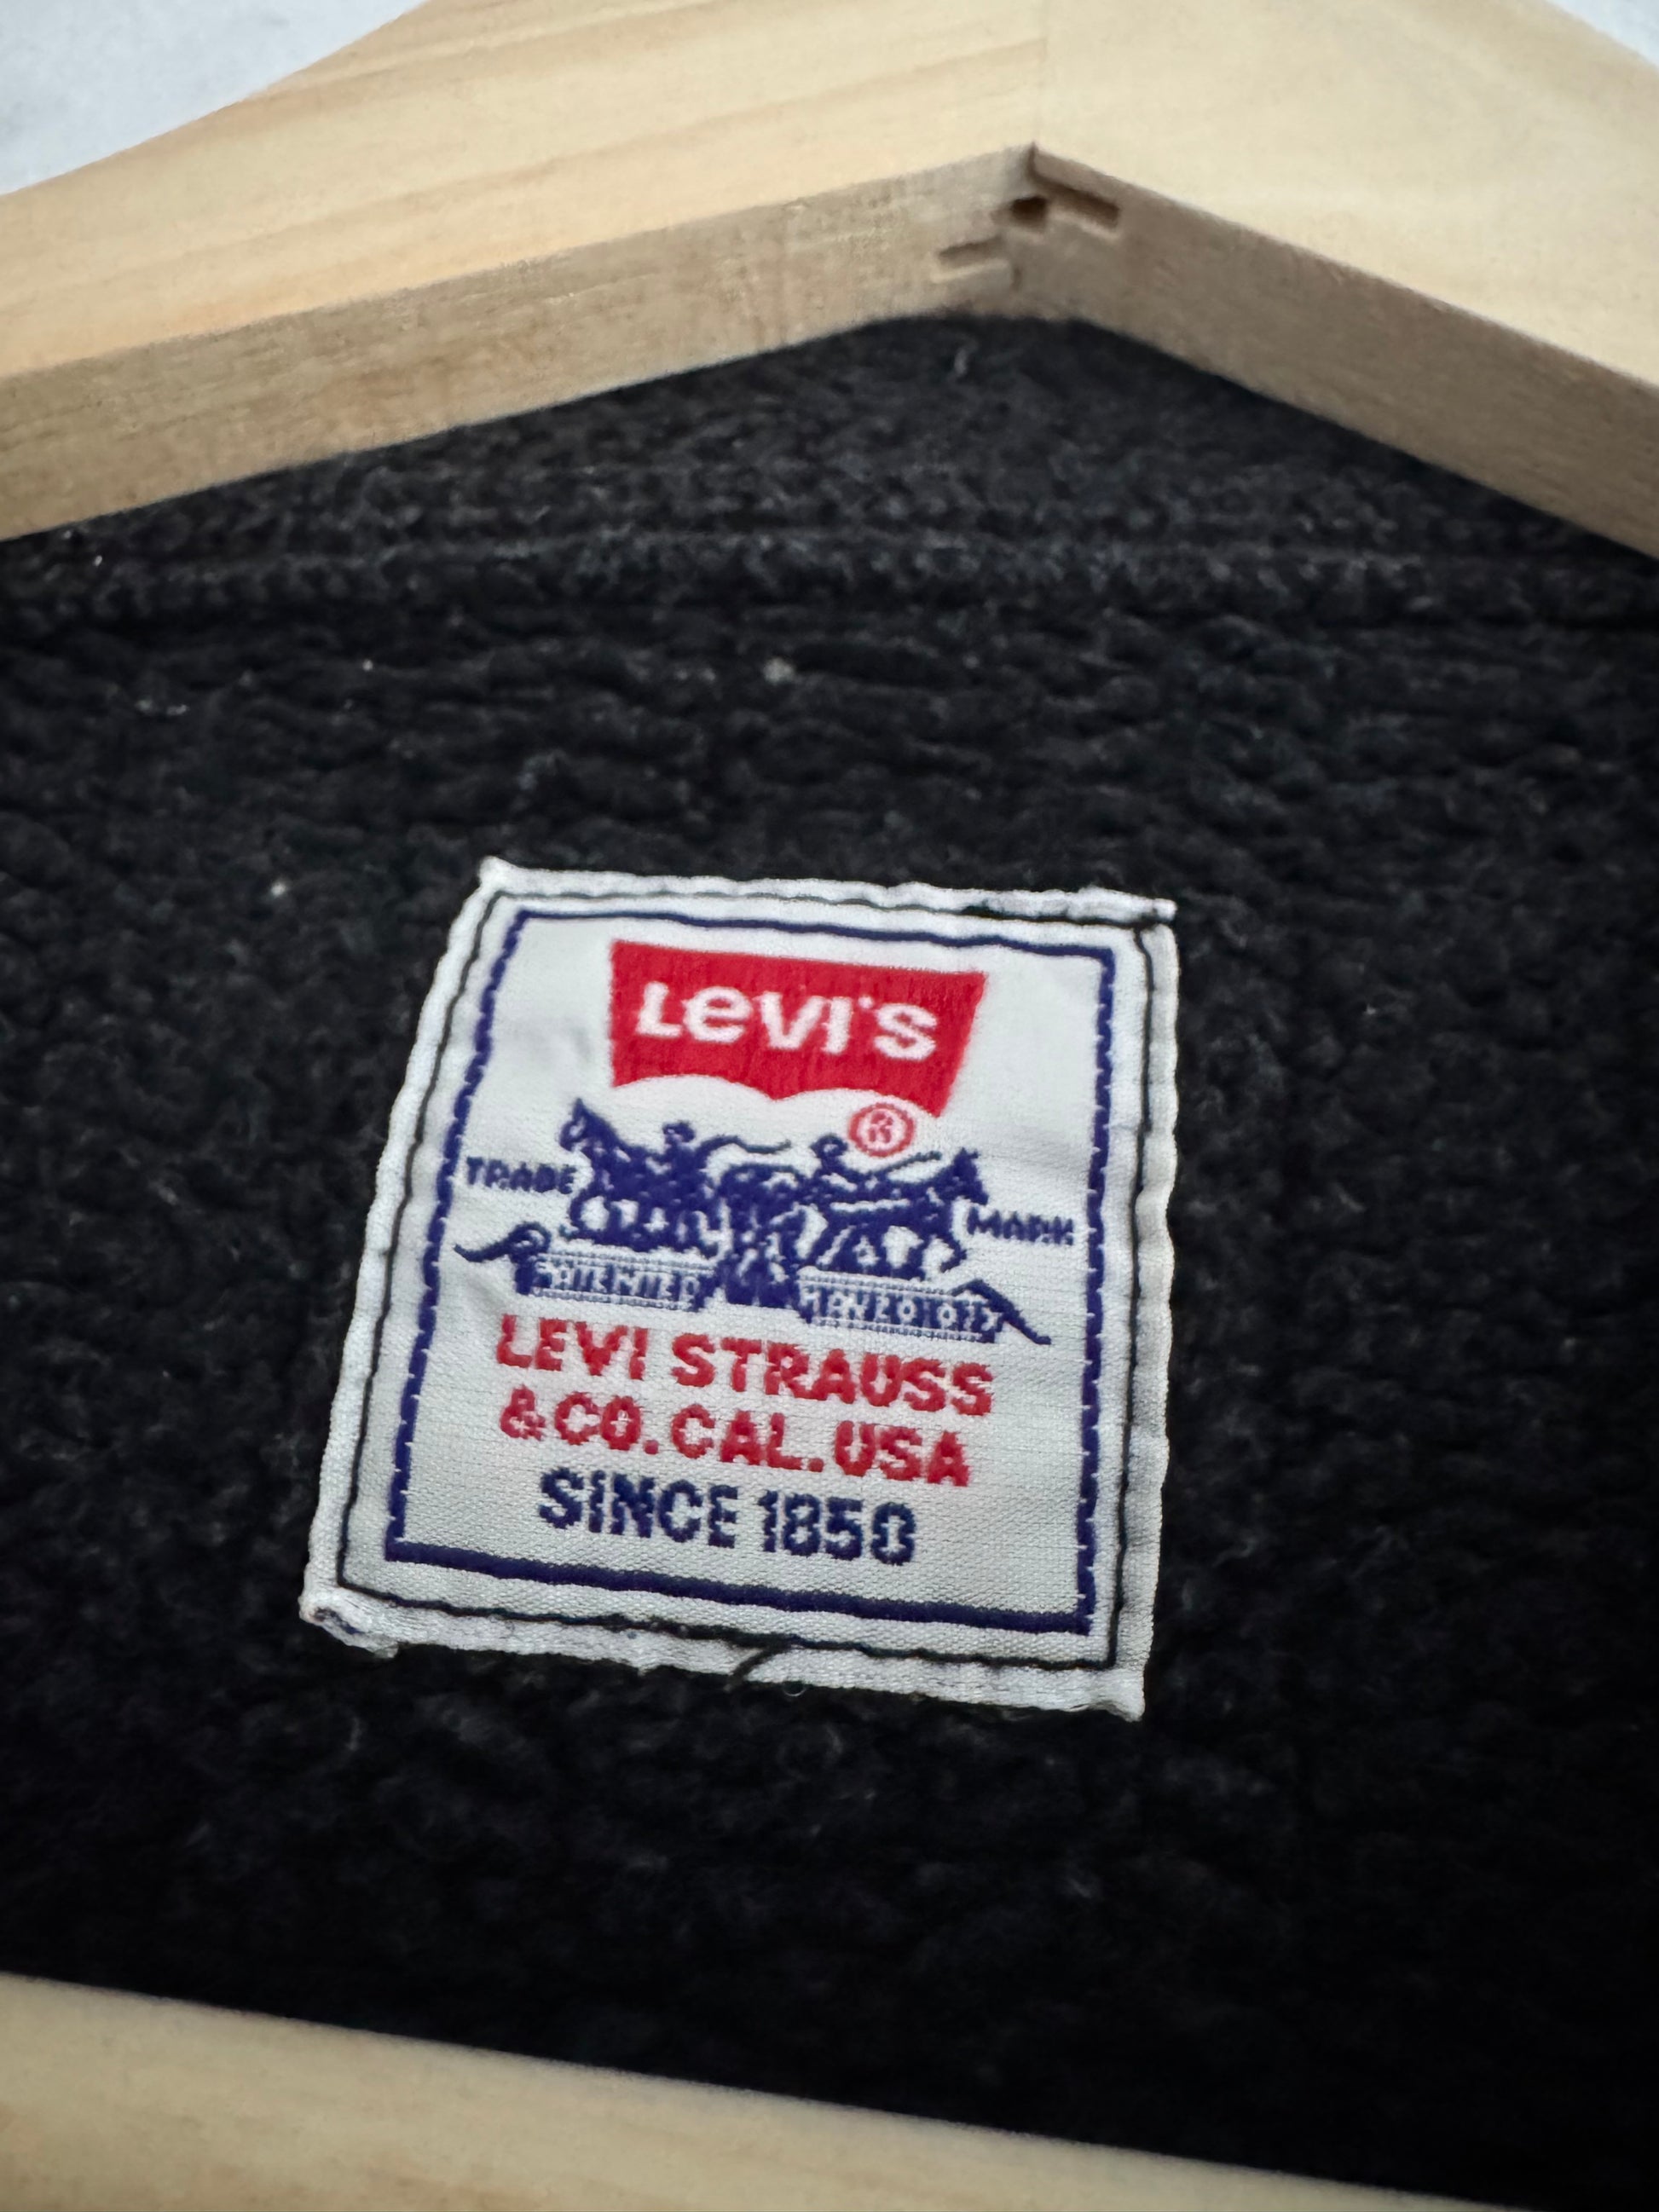 LEVI'S
®
TRADE MARK
LEVI STRAUSS
& CO. CAL. USA
SINCE 1850